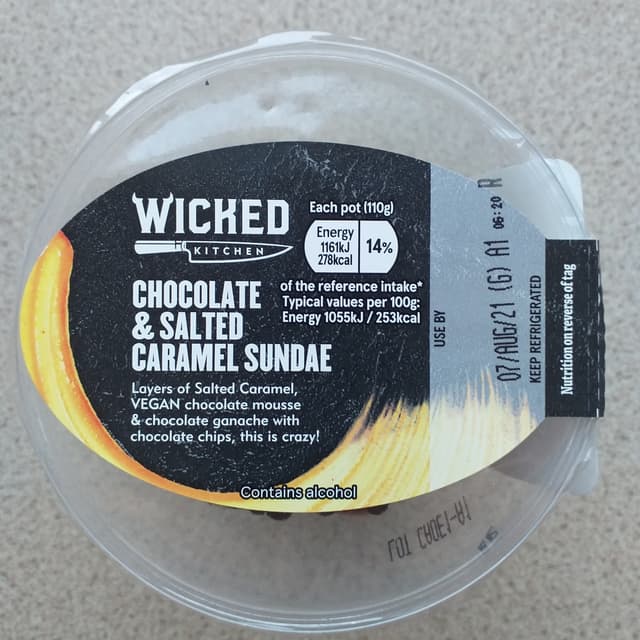 WICKED
KITCHEN
CHOCOLATE
& SALTED
CARAMEL SUNDAE
Layers of Salted Caramel,
VEGAN chocolate mousse
& chocolate ganache with
chocolate chips, this is crazy!
Each pot (110g)
Energy
1161kJ
278kcal
14%
of the reference intake*
Typical values per 100g:
Energy 1055kJ / 253kcal
Contains alcohol
USE BY
07/AUG/21 (G) A1 06:20 R
KEEP REFRIGERATED
Nutrition on reverse of tag